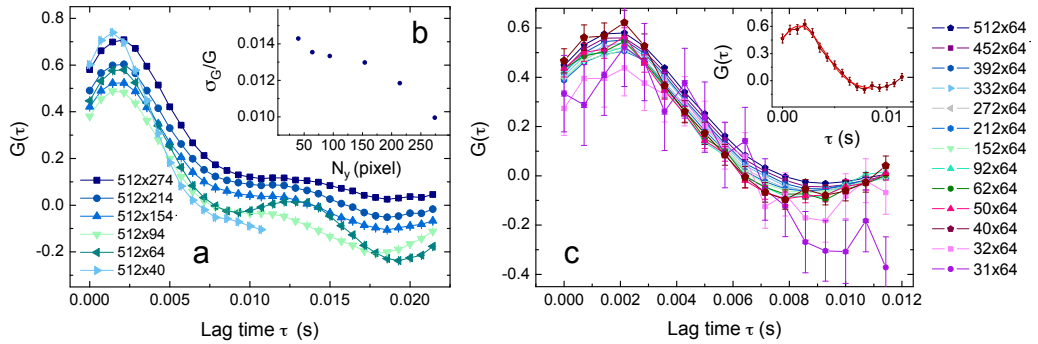 0.8
0.6
0.4
0.2
0.0
-0.2
G(τ)
0.000
0.005
0.010
0.015
0.020
Lag time τ (s)
512x274
512x214
512x154
512x94
512x64
512x40
a
b
0.014
0.012
0.010
σG/G
50
100
150
200
250
Ny (pixel)
0.6
0.4
0.2
0.0
-0.2
-0.4
G(τ)
0.000
0.002
0.004
0.006
0.008
0.010
0.012
Lag time τ (s)
c
0.6
0.3
0.0
G(τ)
0.00
0.01
τ (s)
512x64
452x64
392x64
332x64
272x64
212x64
152x64
92x64
62x64
50x64
40x64
32x64
31x64